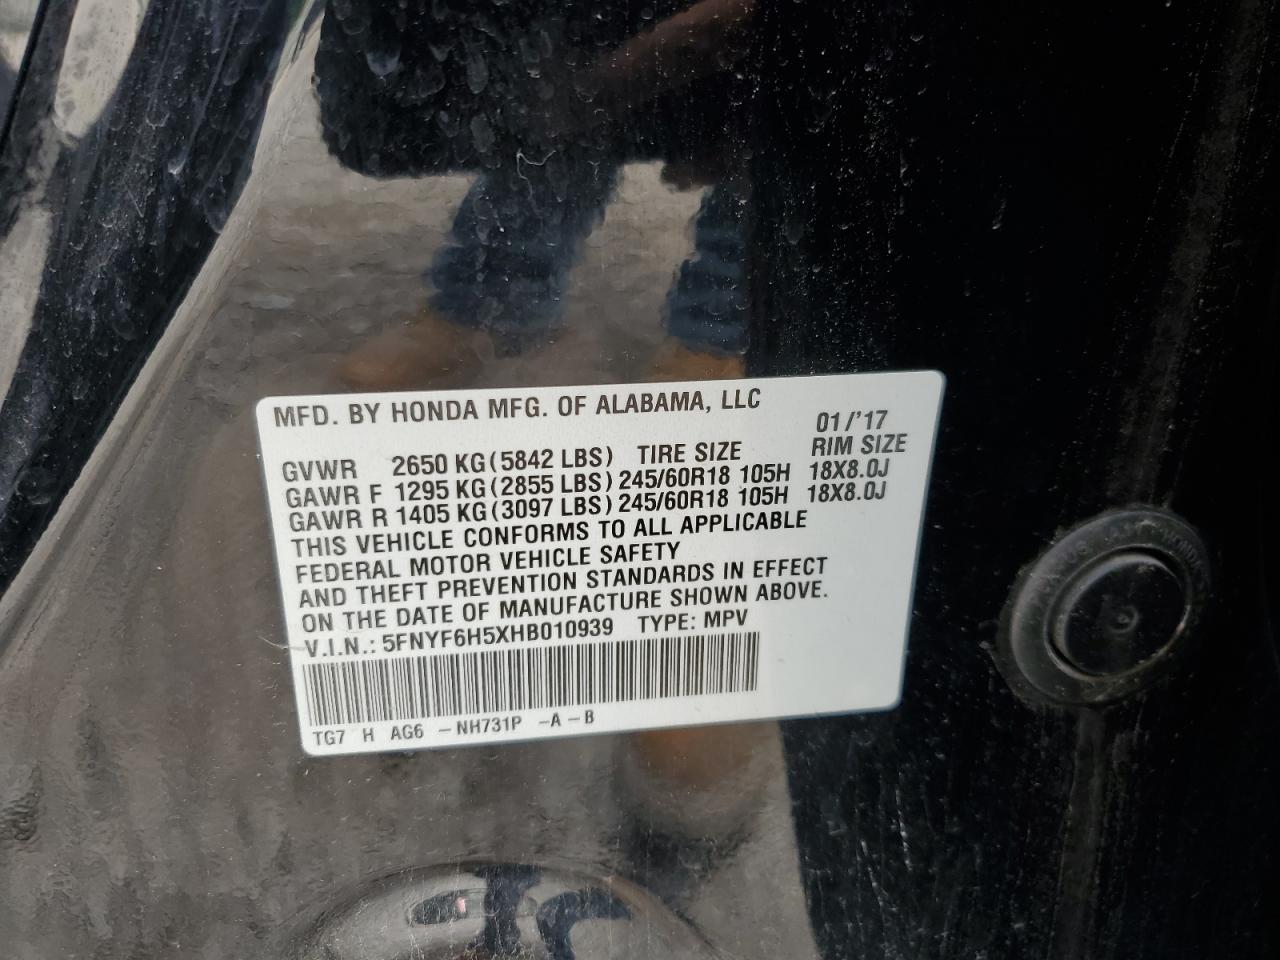 MFD. BY HONDA MFG. OF ALABAMA, LLC
01/'17
GVWR 2650 KG (5842 LBS) TIRE SIZE RIM SIZE
GAWR F 1295 KG (2855 LBS) 245/60R18 105H 18X8.0J
GAWR R 1405 KG (3097 LBS) 245/60R18 105H 18X8.0J
THIS VEHICLE CONFORMS TO ALL APPLICABLE
FEDERAL MOTOR VEHICLE SAFETY
AND THEFT PREVENTION STANDARDS IN EFFECT
ON THE DATE OF MANUFACTURE SHOWN ABOVE.
V.I.N.: 5FNYF6H5XHB010939 TYPE: MPV
TG7 H AG6 -NH731P -A-B
HONDA